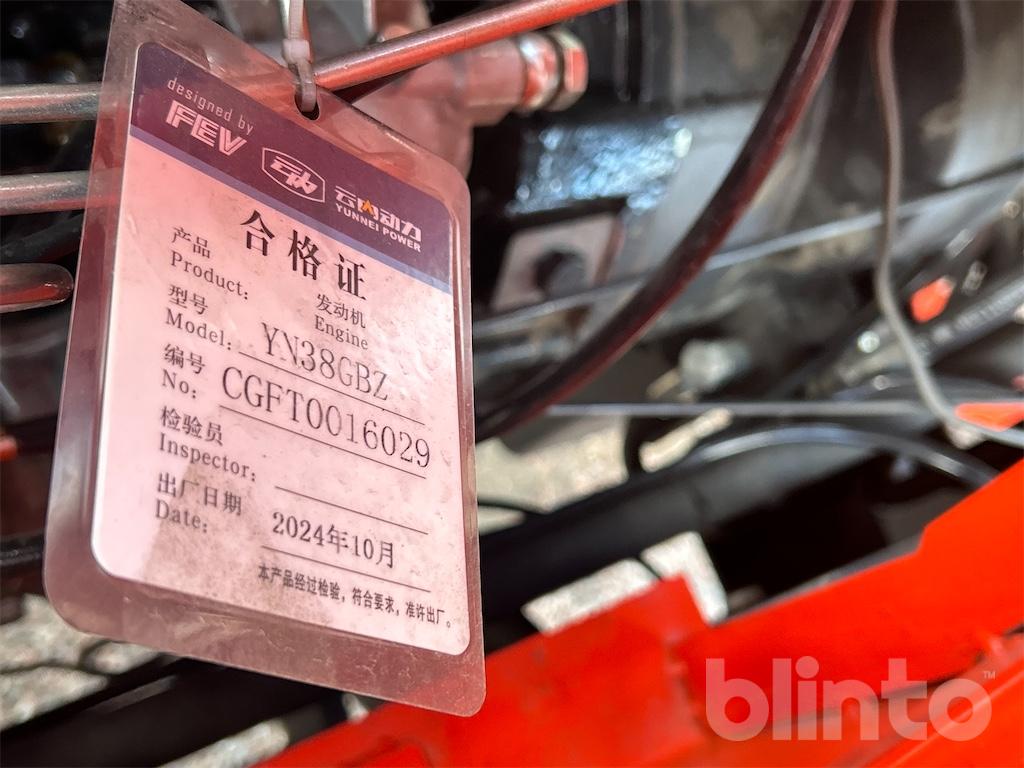 designed by
FEV
云内动力
YUNNEI POWER
合格证
产品 发动机
Product: Engine
型号
Model: YN38GBZ
编号
No: CGFT0016029
检验员
Inspector:
出厂日期
Date: 2024年10月
本产品经过检验，符合要求，准许出厂。
blinto™